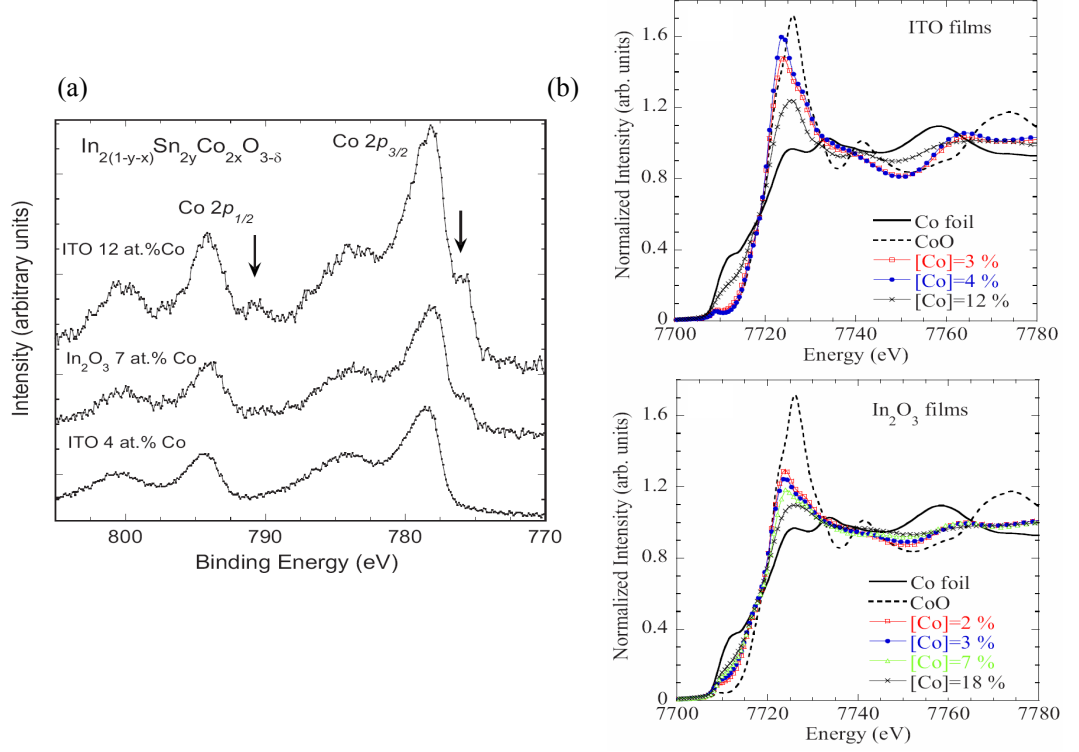 (a)
In2(1-y-x)Sn2yCo2xO3-δ
Co 2p3/2
Co 2p1/2
ITO 12 at.%Co
In2O3 7 at.% Co
ITO 4 at.% Co
Intensity (arbitrary units)
800 790 780 770
Binding Energy (eV)
(b)
ITO films
Normalized Intensity (arb. units)
1.6
1.2
0.8
0.4
0
Co foil
CoO
[Co]=3 %
[Co]=4 %
[Co]=12 %
7700 7720 7740 7760 7780
Energy (eV)
In2O3 films
Normalized Intensity (arb. units)
1.6
1.2
0.8
0.4
0
Co foil
CoO
[Co]=2 %
[Co]=3 %
[Co]=7 %
[Co]=18 %
7700 7720 7740 7760 7780
Energy (eV)